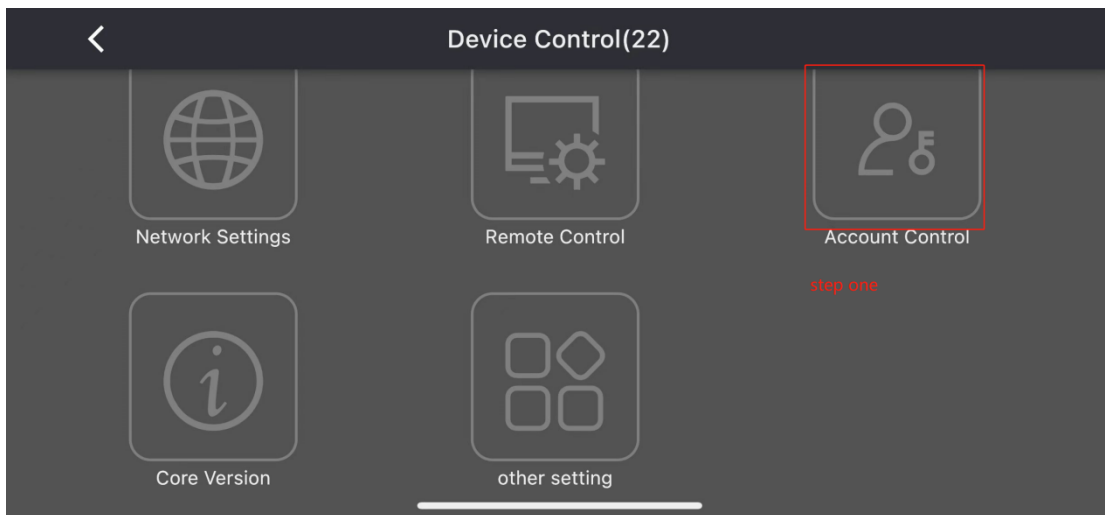 Device Control(22)
Network Settings
Remote Control
Account Control
step one
Core Version
other setting